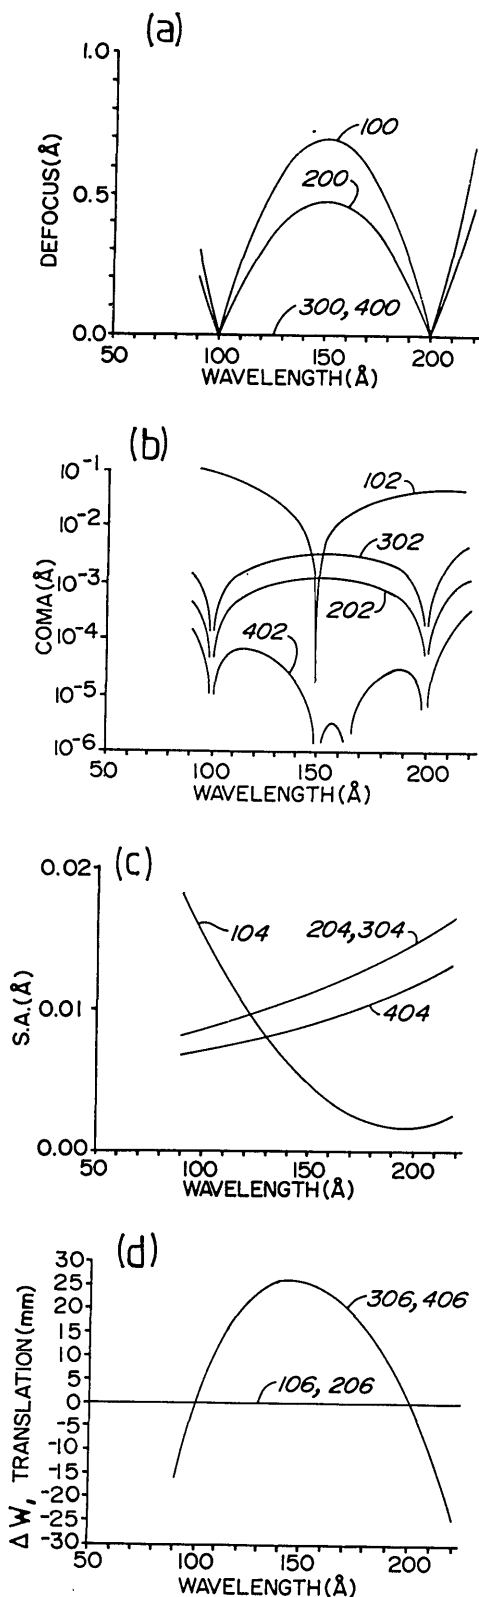 (a)
1.0
0.5
0.0
DEFOCUS(Å)
100
200
300,400
50 100 150 200
WAVELENGTH(Å)
(b)
10-1
10-2
10-3
10-4
10-5
10-6
COMA(Å)
102
302
202
402
50 100 150 200
WAVELENGTH(Å)
(c)
0.02
0.01
0.00
S.A.(Å)
104
204,304
404
50 100 150 200
WAVELENGTH(Å)
(d)
30
25
20
15
10
5
0
-5
-10
-15
-20
-25
-30
ΔW, TRANSLATION(mm)
306,406
106, 206
50 100 150 200
WAVELENGTH(Å)